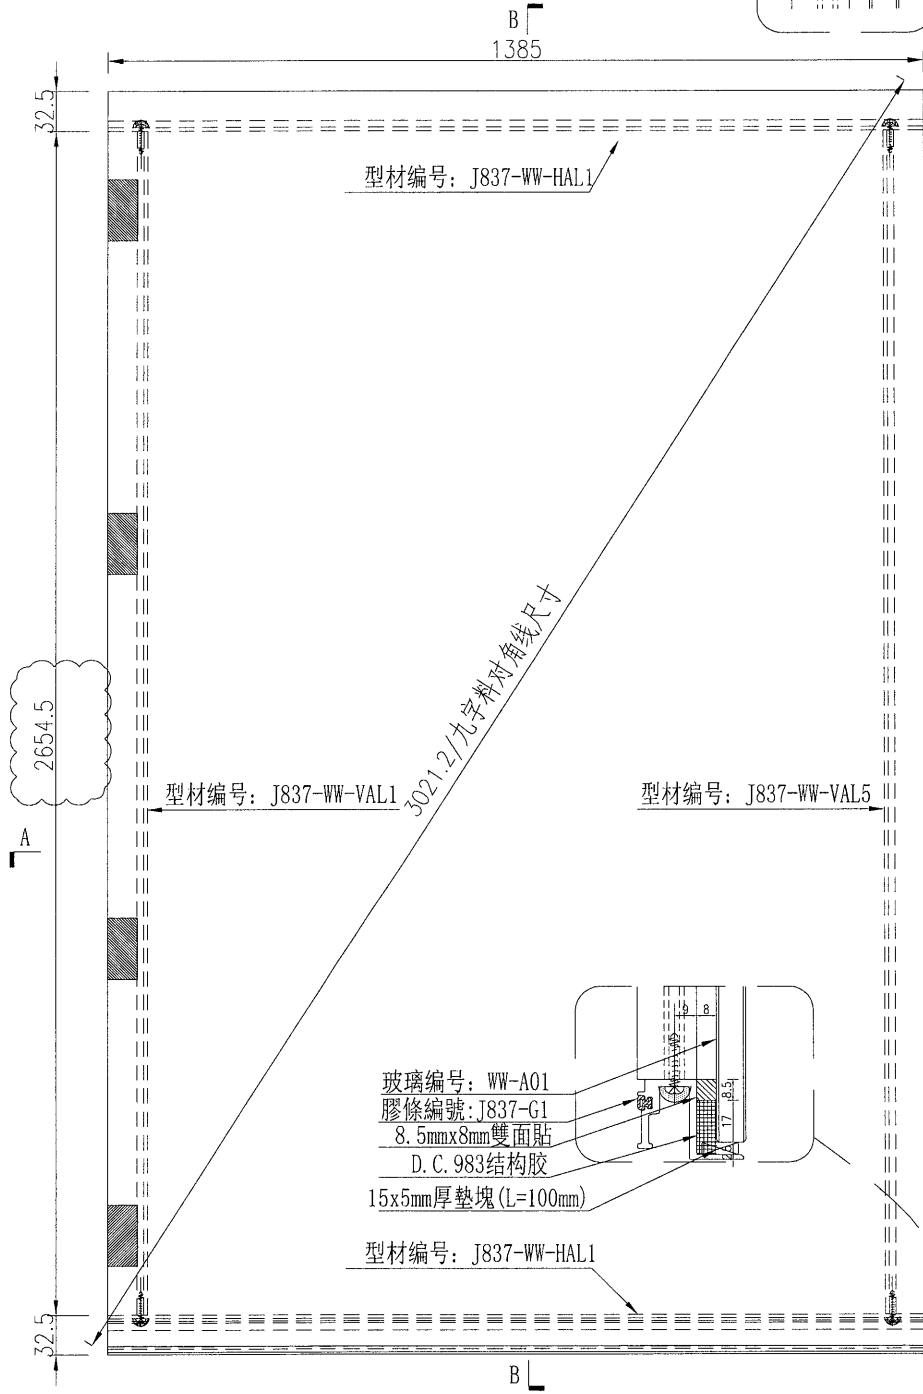 B
1385
32.5
型材编号: J837-WW-HAL1
3021.2/九字料对角线尺寸
2654.5
型材编号: J837-WW-VAL1
型材编号: J837-WW-VAL5
A
9 8
玻璃编号: WW-A01
8.5
膠條編號:J837-G1
17
8.5mmx8mm雙面貼
D.C.983结构胶
15x5mm厚墊塊(L=100mm)
型材编号: J837-WW-HAL1
32.5
B